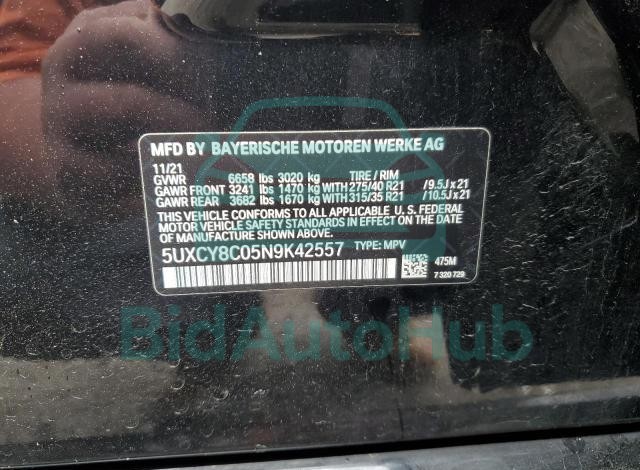 MFD BY BAYERISCHE MOTOREN WERKE AG
11/21
GVWR 6658 lbs 3020 kg TIRE / RIM
GAWR FRONT 3241 lbs 1470 kg WITH 275/40 R21 /9.5J x 21
GAWR REAR 3682 lbs 1670 kg WITH 315/35 R21 /10.5J x 21
THIS VEHICLE CONFORMS TO ALL APPLICABLE U. S. FEDERAL
MOTOR VEHICLE SAFETY STANDARDS IN EFFECT ON THE DATE
OF MANUFACTURE SHOWN ABOVE.
5UXCY8C05N9K42557 TYPE: MPV
475M
7 320 729
BidAutoHub